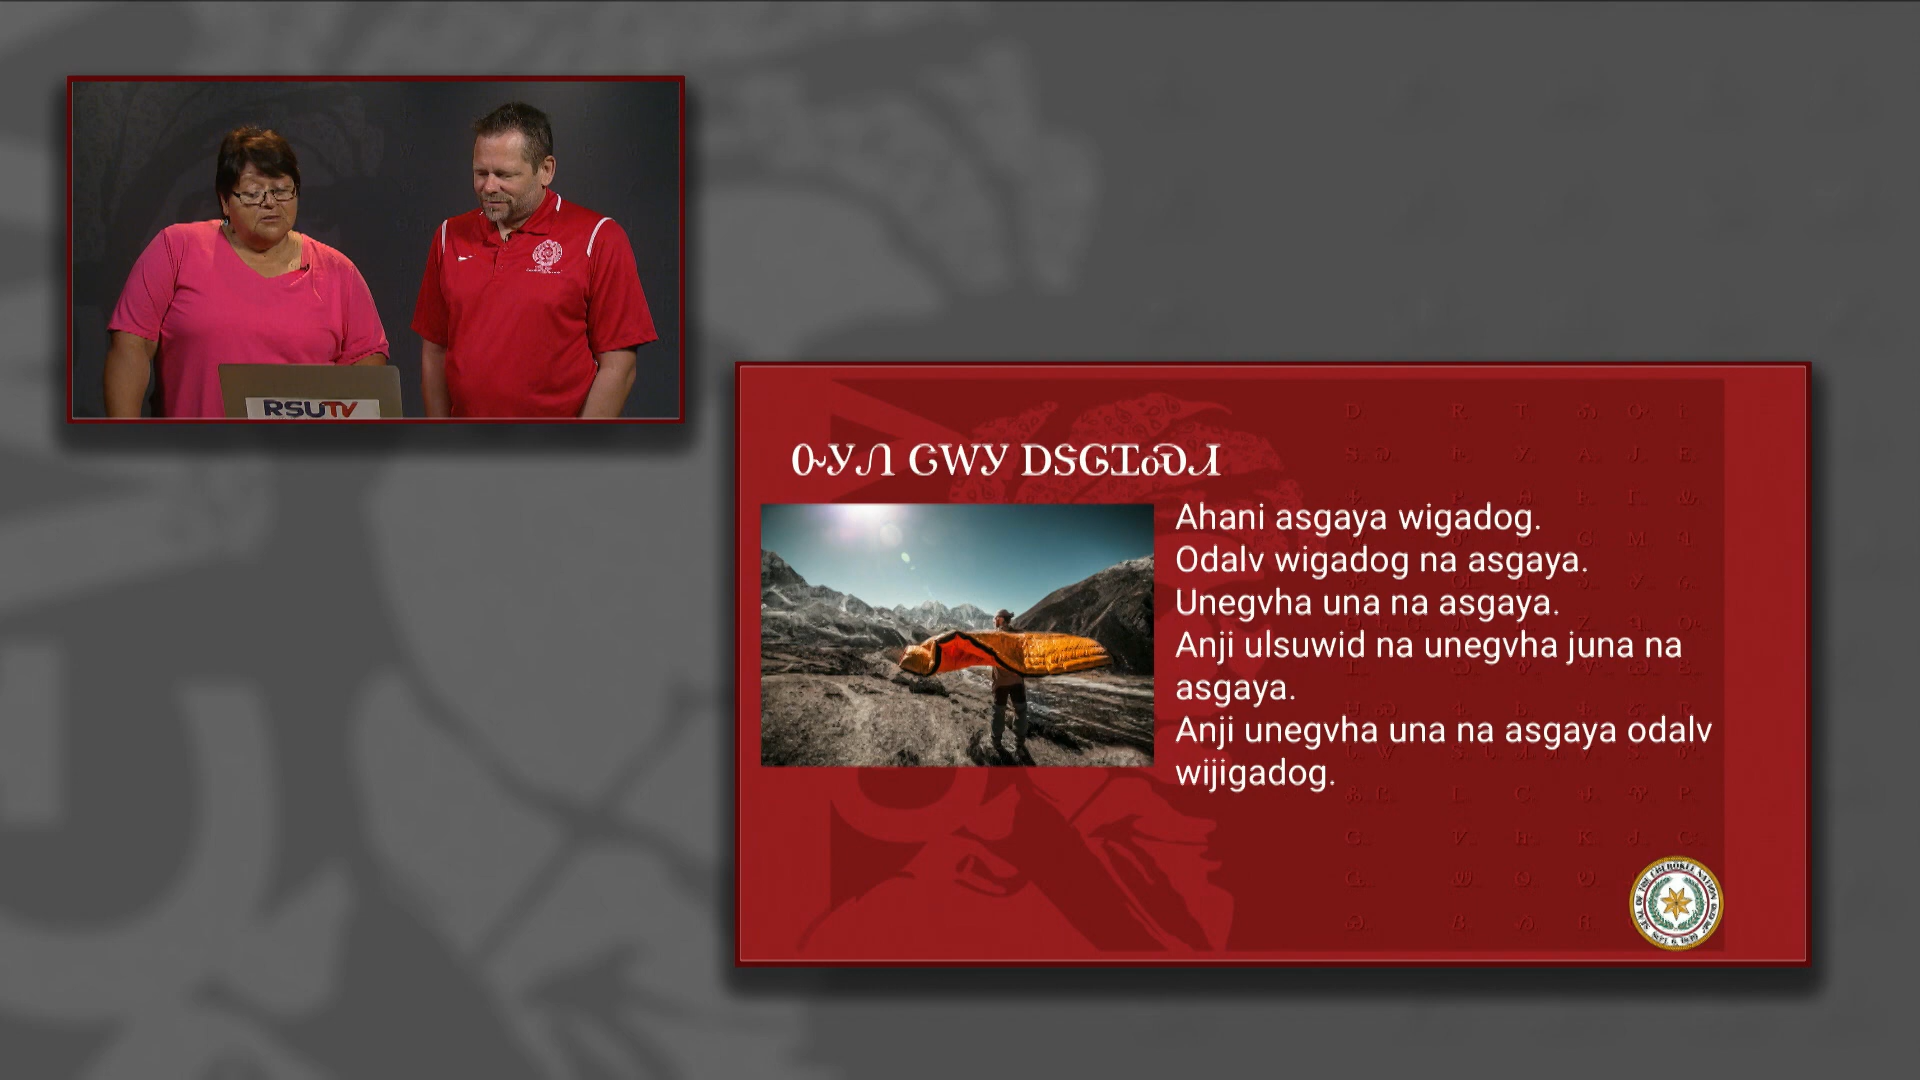 RSUTV
ᏅᎩᏁ ᏣᎳᎩ ᎠᏕᎶᏆᏍᏗ
Ahani asgaya wigadog.
Odalv wigadog na asgaya.
Unegvha una na asgaya.
Anji ulsuwid na unegvha juna na
asgaya.
Anji unegvha una na asgaya odalv
wijigadog.